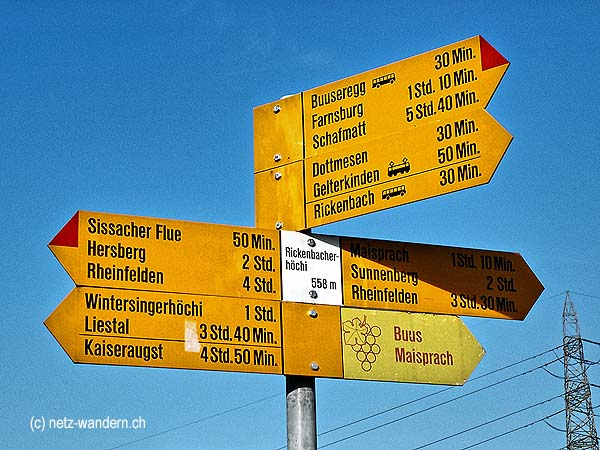 Buuseregg 30 Min.
Farnsburg 1 Std. 10 Min.
Schafmatt 5 Std. 40 Min.
Dottmesen 30 Min.
Gelterkinden 50 Min.
Rickenbach 30 Min.
Sissacher Flue 50 Min.
Hersberg 2 Std.
Rheinfelden 4 Std.
Rickenbacher-
höchi
558 m
Maisprach 1 Std. 10 Min.
Sunnenberg 2 Std.
Rheinfelden 3 Std. 30 Min.
Wintersingerhöchi 1 Std.
Liestal 3 Std. 40 Min.
Kaiseraugst 4 Std. 50 Min.
Buus
Maisprach
(c) netz-wandern.ch